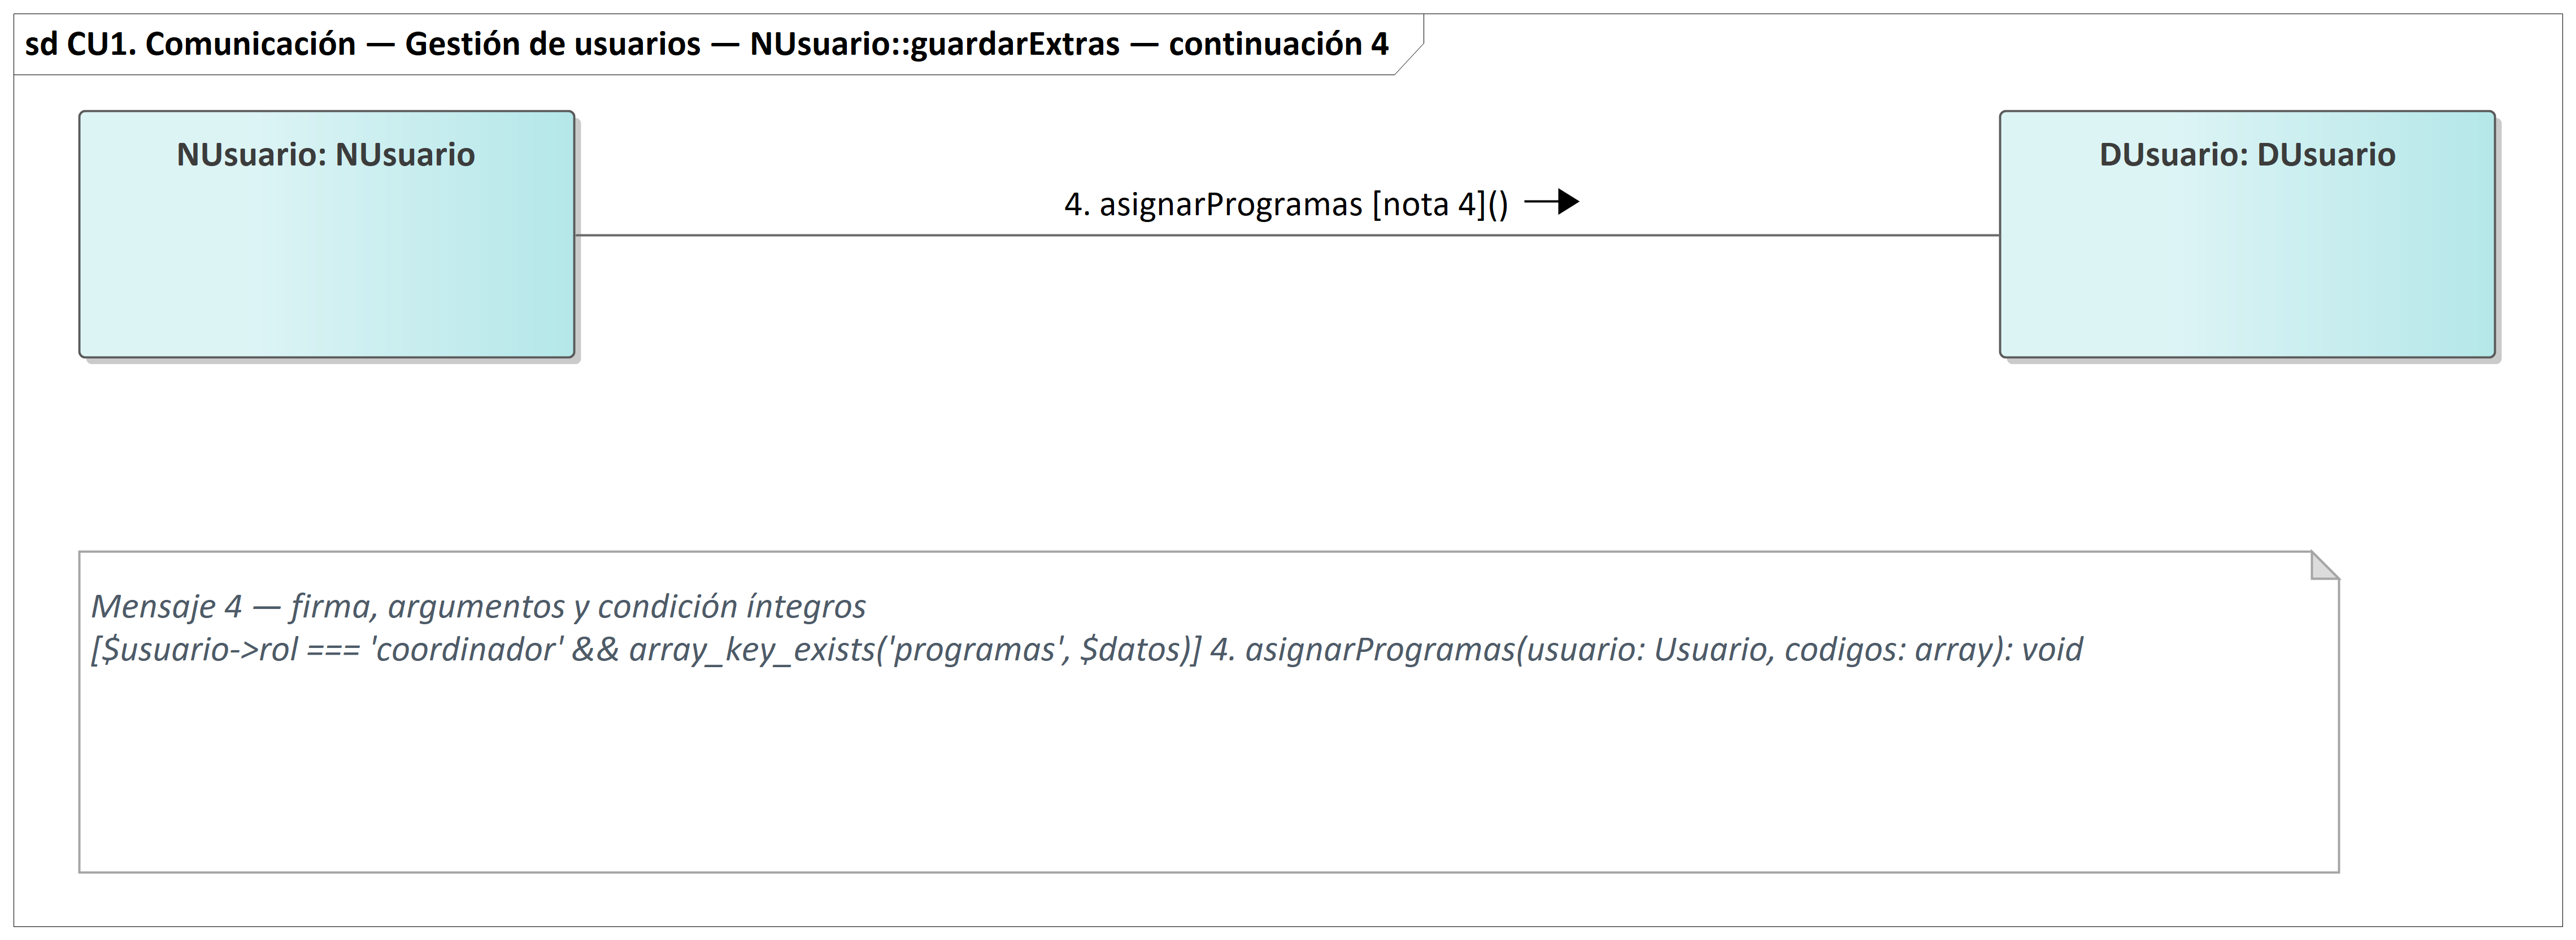 sd CU1. Comunicación — Gestión de usuarios — NUsuario::guardarExtras — continuación 4
NUsuario: NUsuario
DUsuario: DUsuario
4. asignarProgramas [nota 4]()
Mensaje 4 — firma, argumentos y condición íntegros
[$usuario->rol === 'coordinador' && array_key_exists('programas', $datos)] 4. asignarProgramas(usuario: Usuario, codigos: array): void